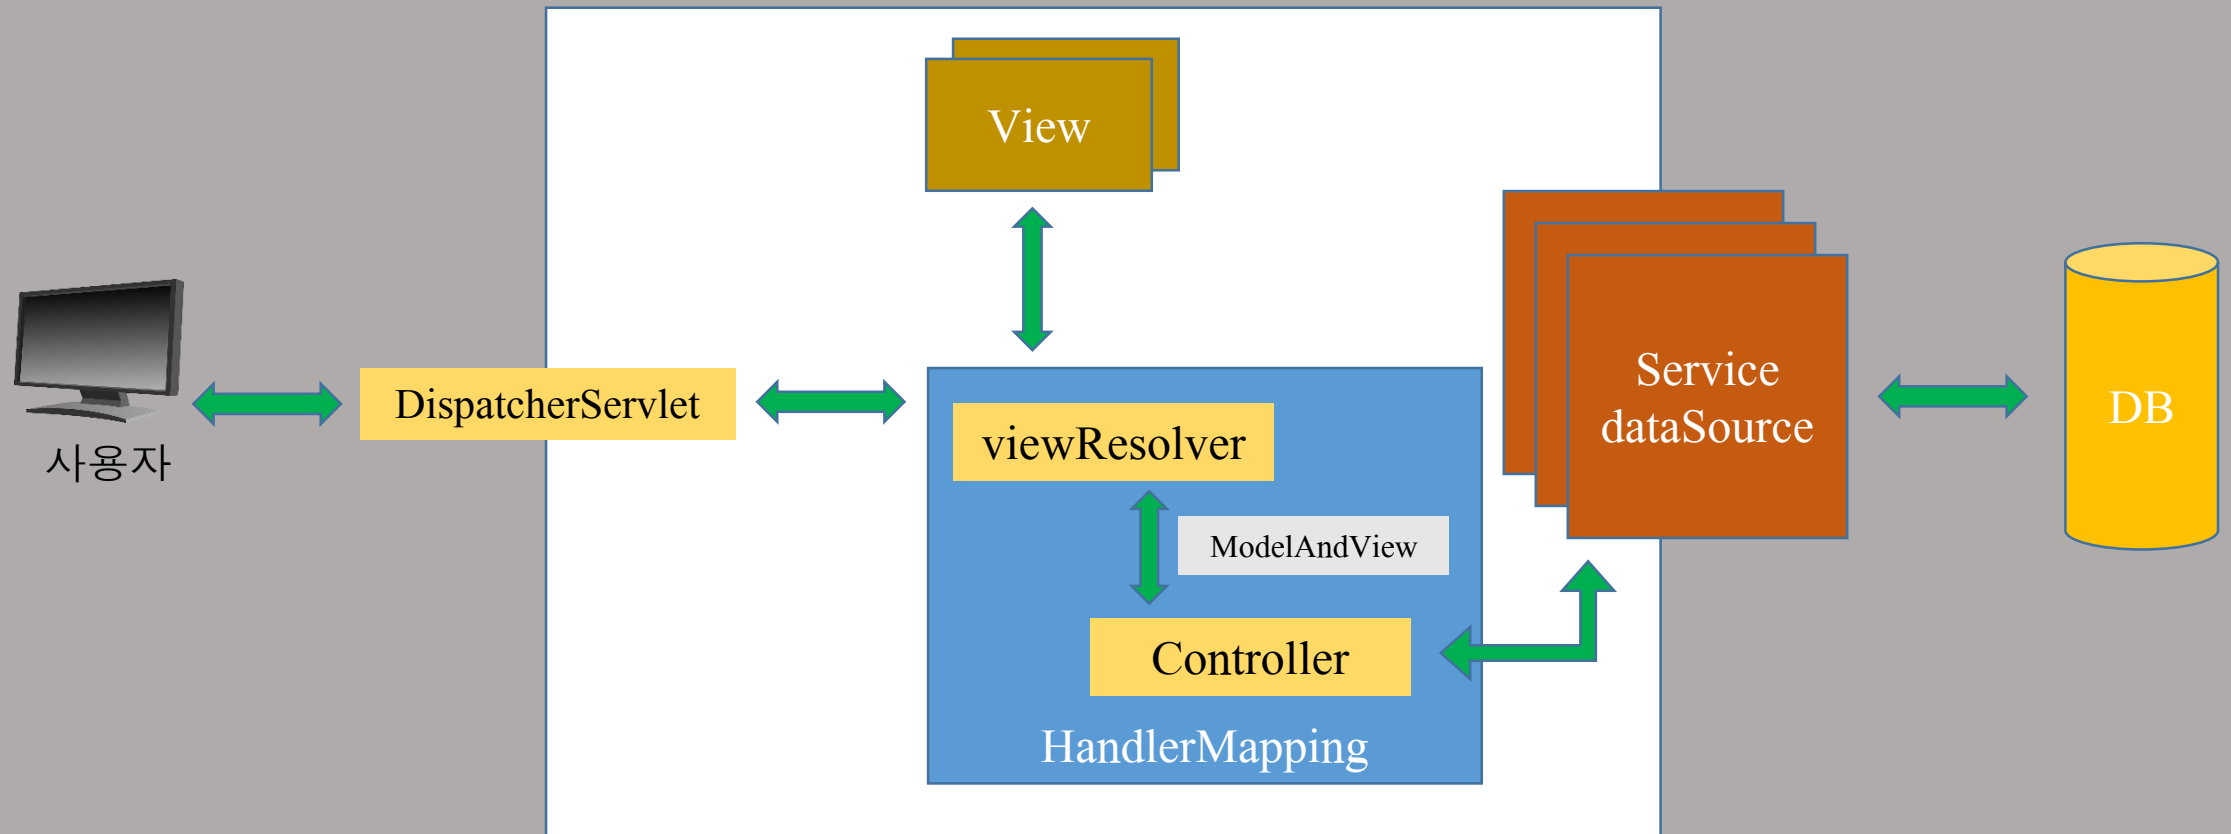 View
사용자
DispatcherServlet
viewResolver
ModelAndView
Controller
HandlerMapping
Service
dataSource
DB